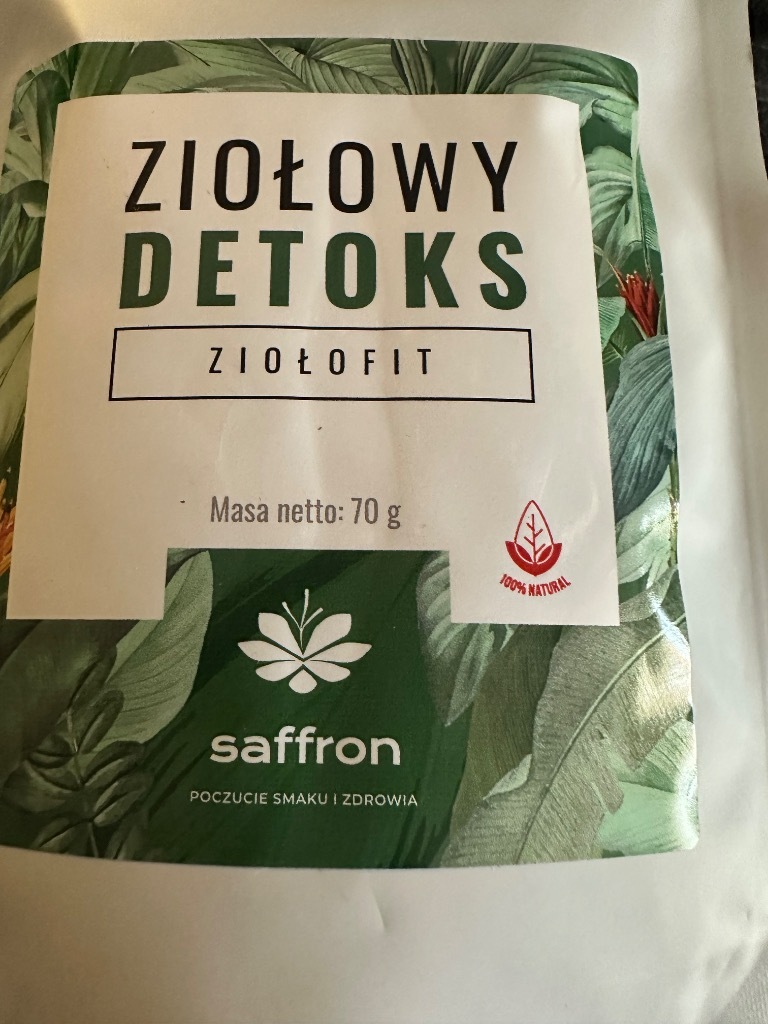 ZIOŁOWY
DETOKS
ZIOŁOFIT
Masa netto: 70 g
100% NATURAL
saffron
POCZUCIE SMAKU I ZDROWIA